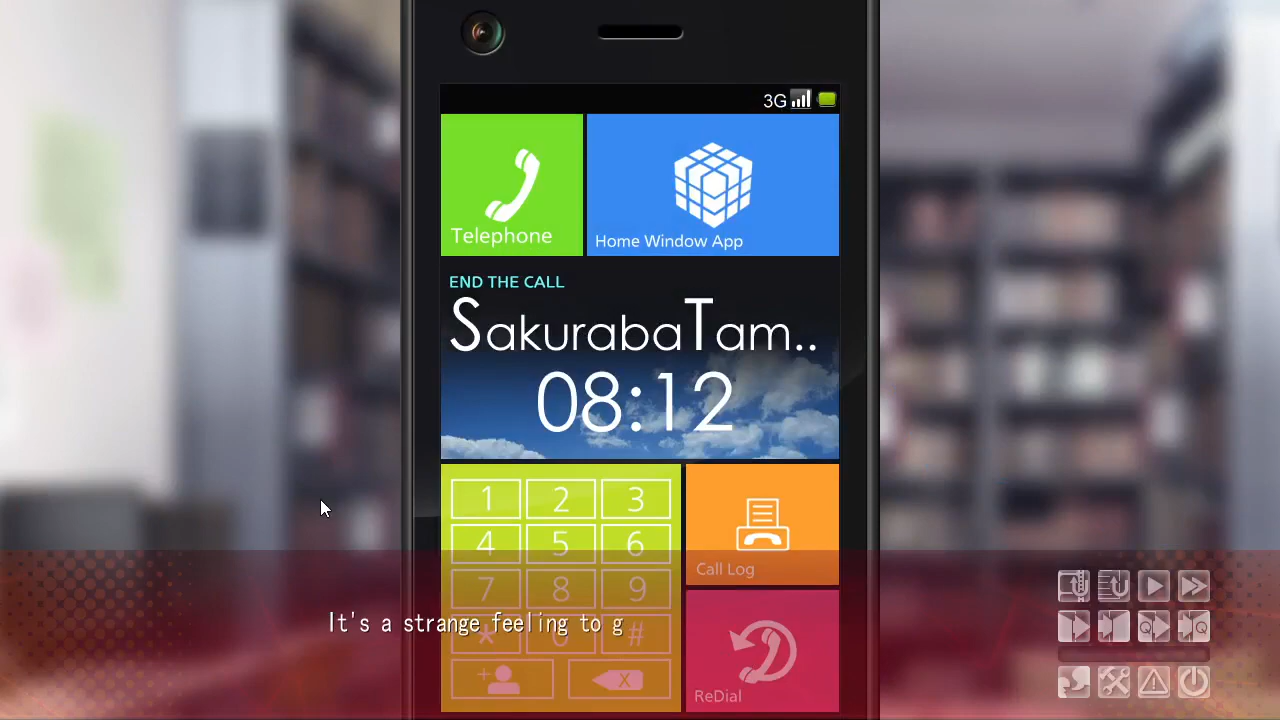 3G
Telephone
Home Window App
END THE CALL
SakurabaTam..
08:12
1 2 3
4 5 6
7 8 9
* 0 #
+
X
Call Log
ReDial
It's a strange feeling to g
Q Q